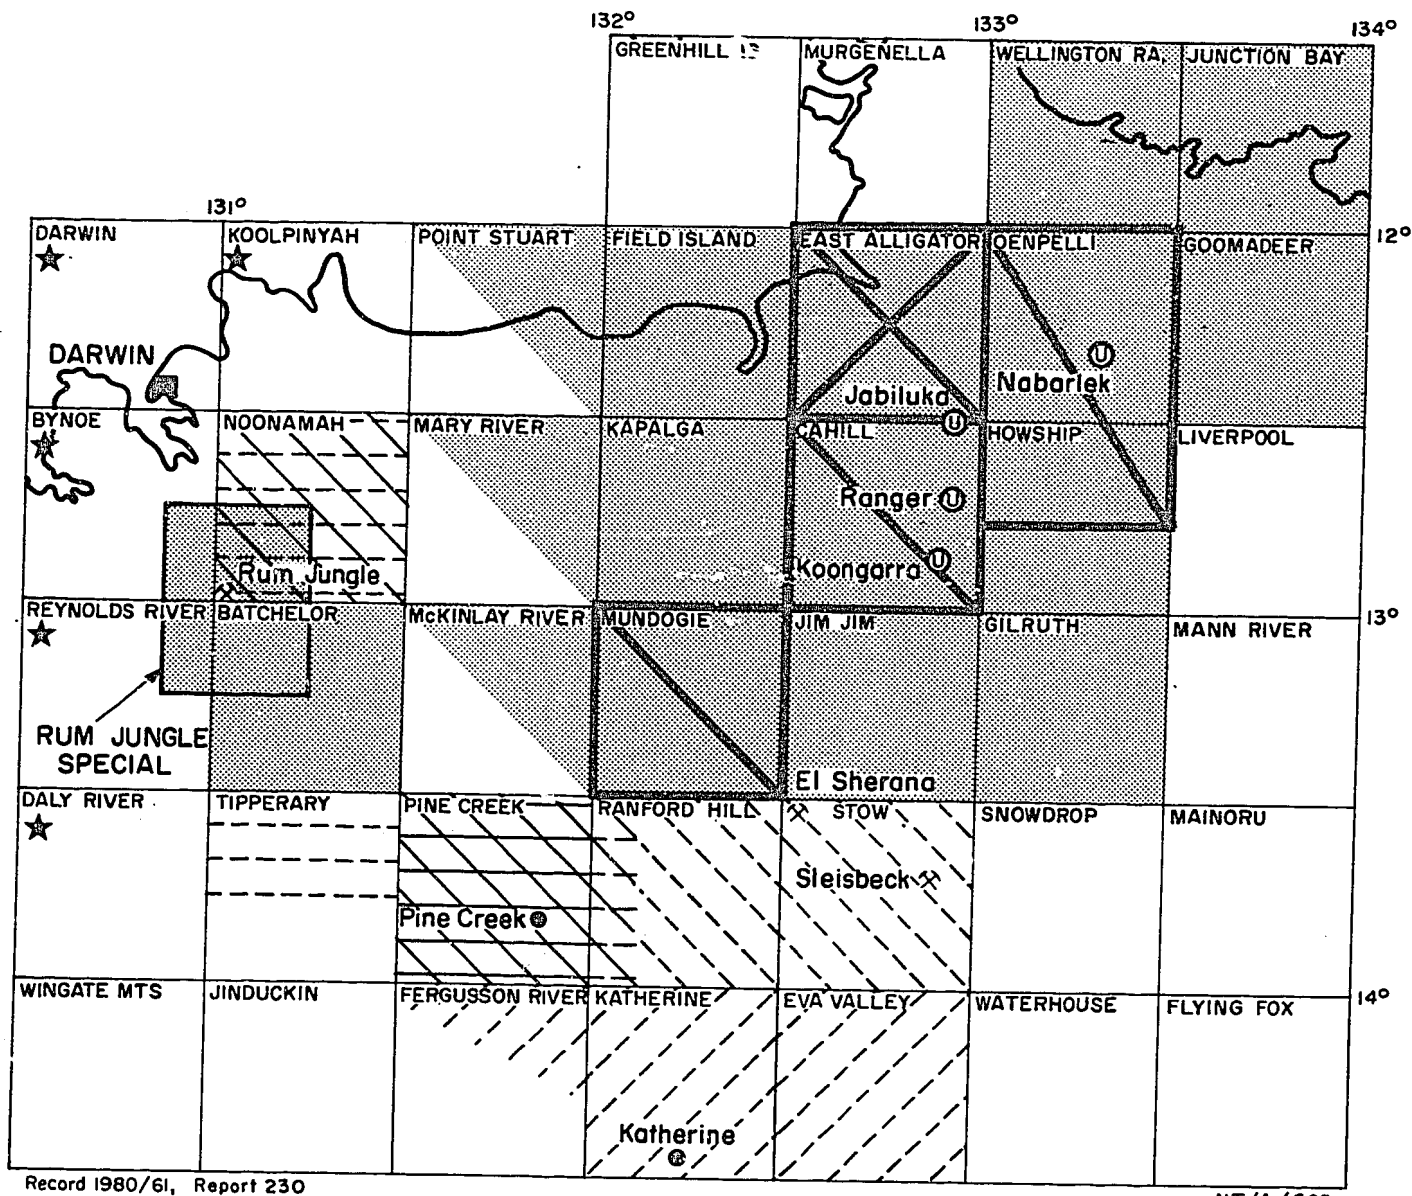 132° 133° 134°
GREENHILL MURGENELLA WELLINGTON RA. JUNCTION BAY
131°
DARWIN KOOLPINYAH POINT STUART FIELD ISLAND EAST ALLIGATOR OENPELLI GOOMADEER 12°
DARWIN
Jabiluka U Nabarlek U
BYNOE NOONAMAH MARY RIVER KAPALGA CAHILL HOWSHIP LIVERPOOL
Ranger U
Rum Jungle Koongarra U
REYNOLDS RIVER BATCHELOR McKINLAY RIVER MUNDOGIE JIM JIM GILRUTH MANN RIVER 13°
RUM JUNGLE
SPECIAL
El Sherana
DALY RIVER TIPPERARY PINE CREEK RANFORD HILL STOW SNOWDROP MAINORU
Sleisbeck
Pine Creek
WINGATE MTS JINDUCKIN FERGUSSON RIVER KATHERINE EVA VALLEY WATERHOUSE FLYING FOX 14°
Katherine
Record 1980/61, Report 230